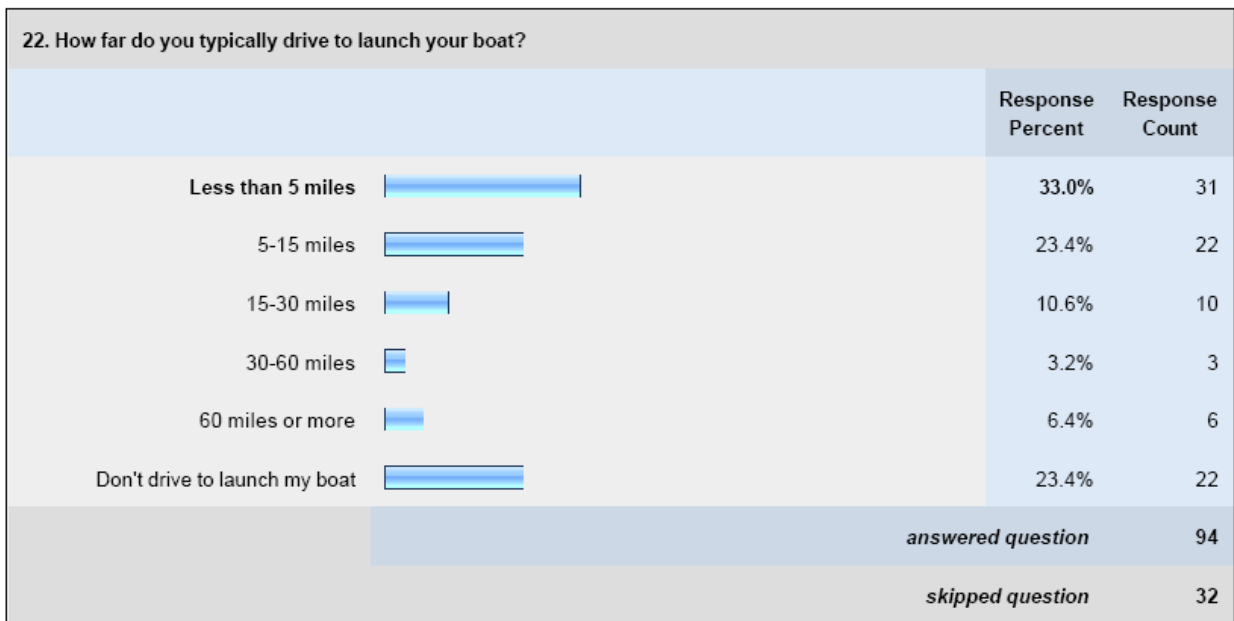 22. How far do you typically drive to launch your boat?
Response Percent Response Count
Less than 5 miles 33.0% 31
5-15 miles 23.4% 22
15-30 miles 10.6% 10
30-60 miles 3.2% 3
60 miles or more 6.4% 6
Don't drive to launch my boat 23.4% 22
answered question 94
skipped question 32